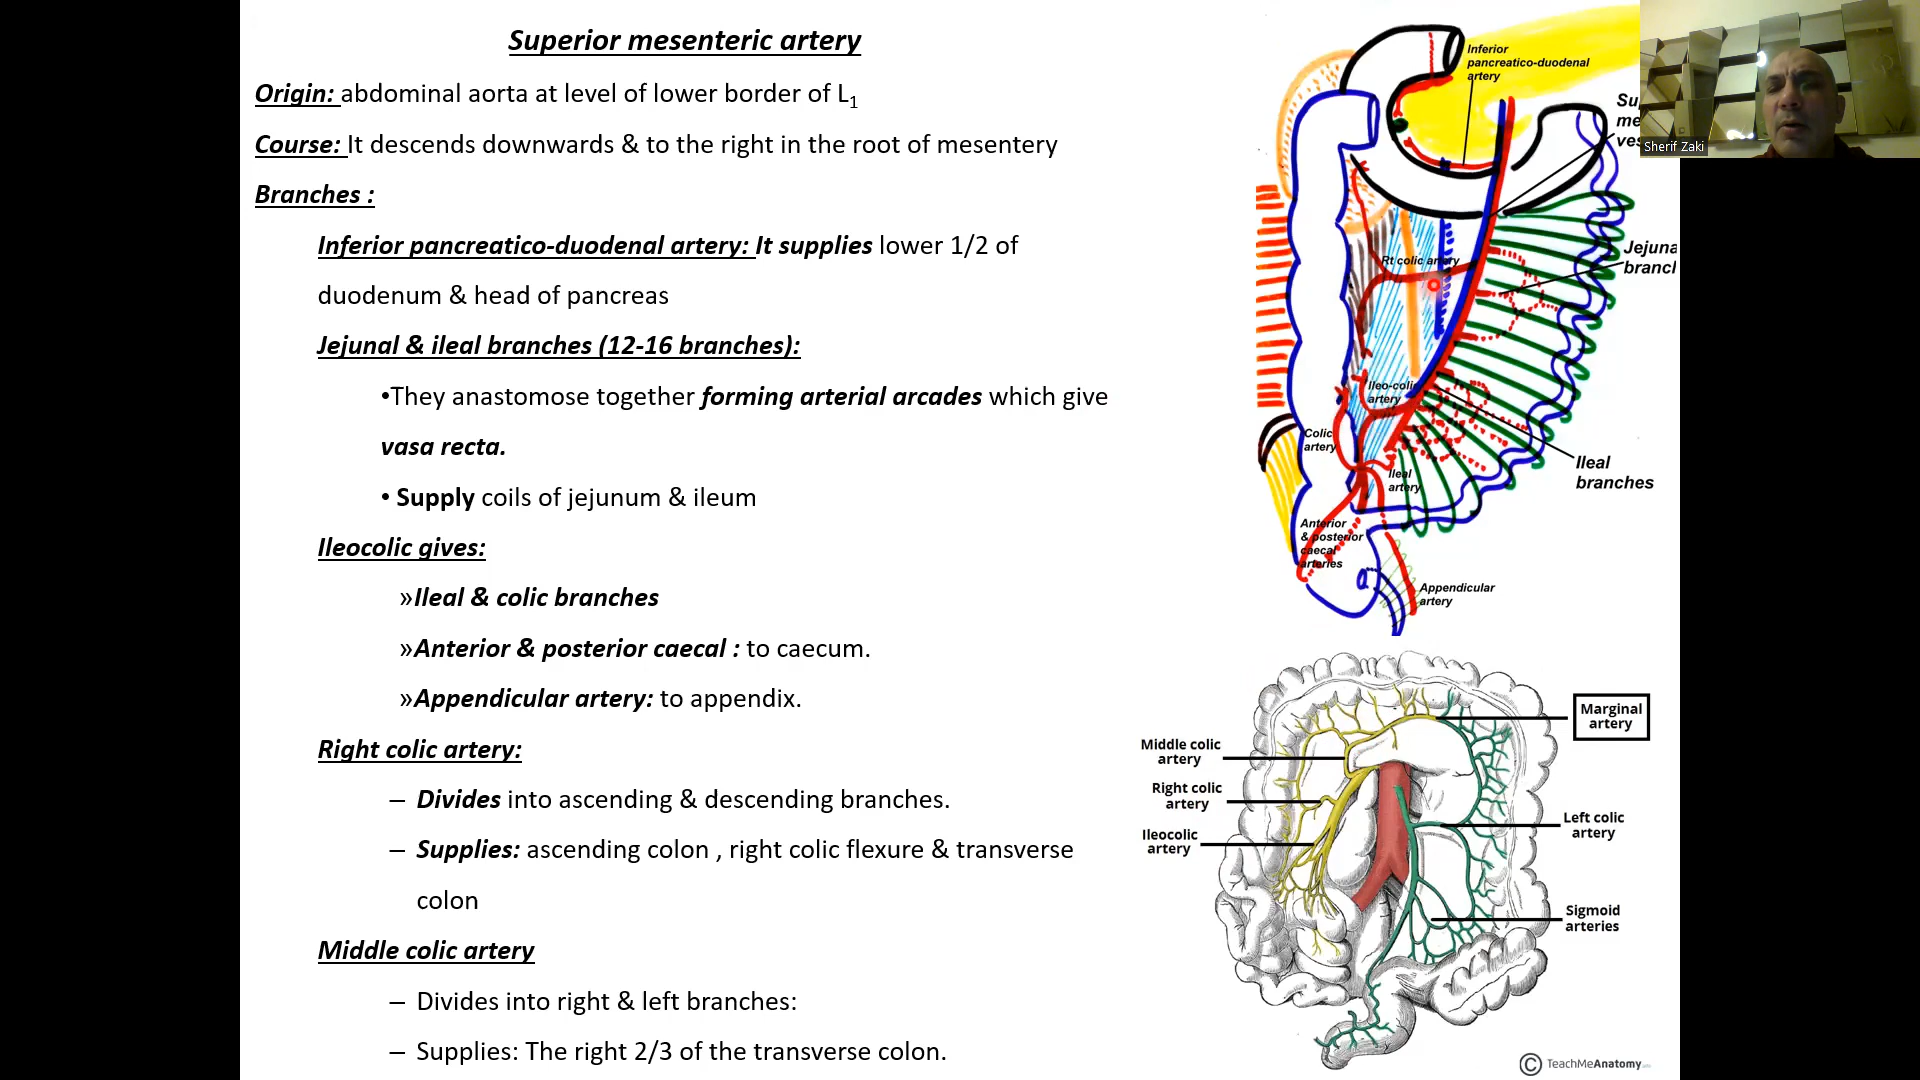 Superior mesenteric artery
Origin: abdominal aorta at level of lower border of L1
Course: It descends downwards & to the right in the root of mesentery
Branches :
Inferior pancreatico-duodenal artery: It supplies lower 1/2 of
duodenum & head of pancreas
Jejunal & ileal branches (12-16 branches):
•They anastomose together forming arterial arcades which give
vasa recta.
• Supply coils of jejunum & ileum
Ileocolic gives:
»Ileal & colic branches
»Anterior & posterior caecal : to caecum.
»Appendicular artery: to appendix.
Right colic artery:
– Divides into ascending & descending branches.
– Supplies: ascending colon , right colic flexure & transverse
colon
Middle colic artery
– Divides into right & left branches:
– Supplies: The right 2/3 of the transverse colon.
Inferior
pancreatico-duodenal
artery
Sherif Zaki
Rt colic artery
Ileo-colic
artery
Colic
artery
Ileal
artery
Ileal
branches
Anterior
& posterior
caecal
arteries
Appendicular
artery
Marginal
artery
Middle colic
artery
Right colic
artery
Ileocolic
artery
Left colic
artery
Sigmoid
arteries
© TeachMeAnatomy